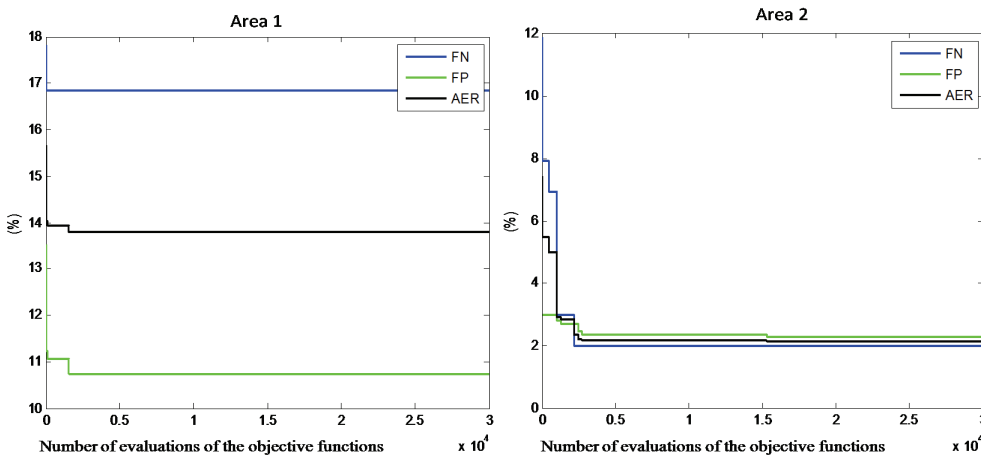 Area 1
18
17
16
15
14
13
12
11
10
(%)
FN
FP
AER
0
0.5
1
1.5
2
2.5
3
Number of evaluations of the objective functions
x 10⁴
Area 2
12
10
8
6
4
2
0
(%)
FN
FP
AER
0
0.5
1
1.5
2
2.5
3
Number of evaluations of the objective functions
x 10⁴